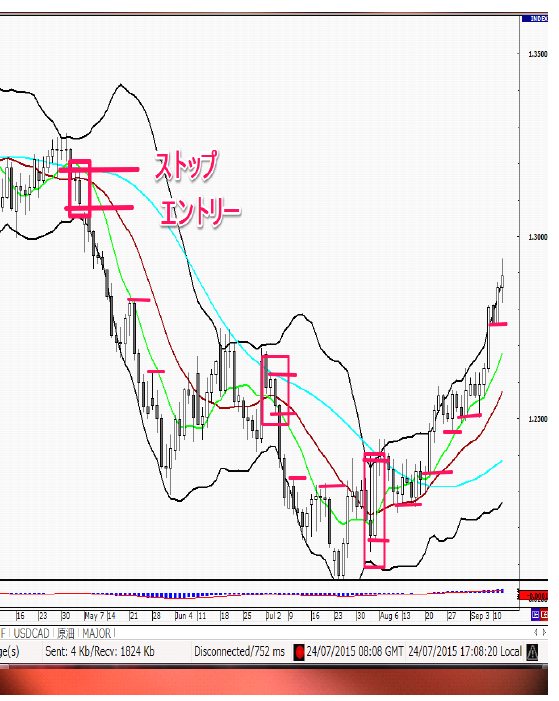 INDEX
1.3500
ストップ
エントリー
1.3000
1.2500
16 23 30 May 7 14 21 28 Jun 4 11 18 25 Jul 2 9 16 23 30 Aug 6 13 20 27 Sep 3 10
F USDCAD 原油 MAJOR
ge(s) Sent: 4 Kb/Recv: 1824 Kb Disconnected/752 ms 24/07/2015 08:08 GMT 24/07/2015 17:08:20 Local